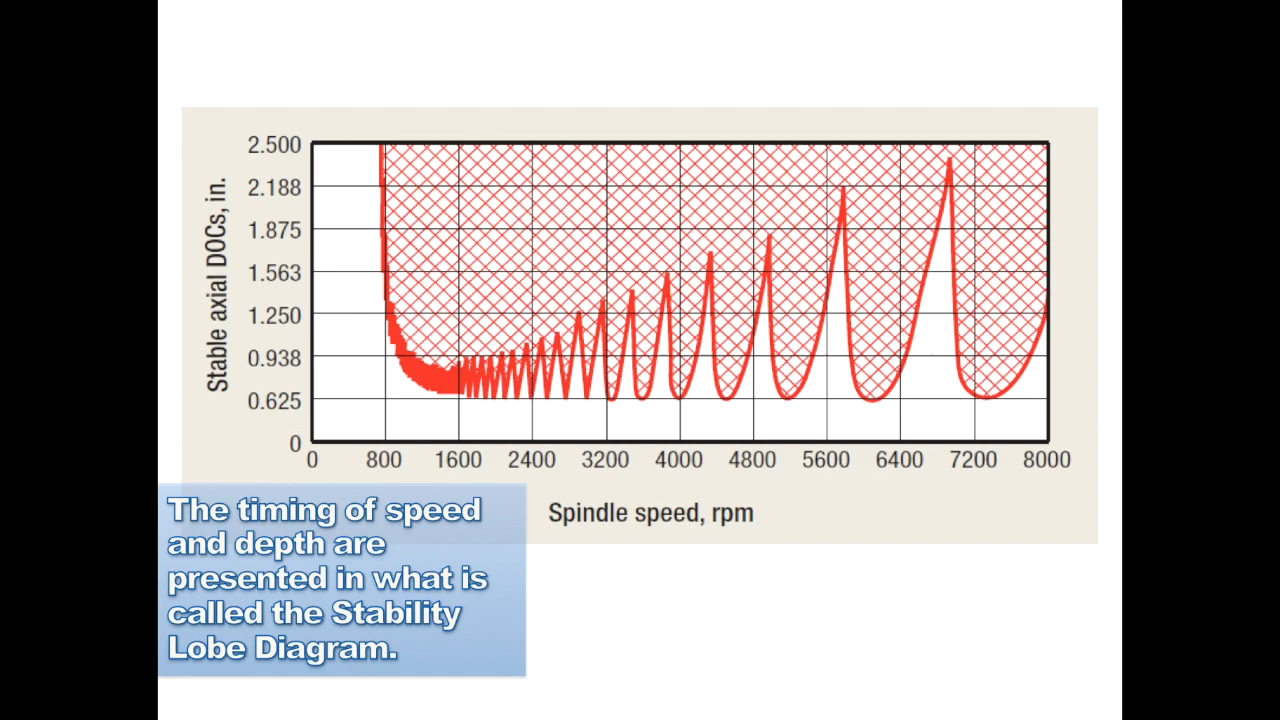 2.500
2.188
1.875
1.563
1.250
0.938
0.625
0
Stable axial DOCs, in.
0 800 1600 2400 3200 4000 4800 5600 6400 7200 8000
Spindle speed, rpm
The timing of speed
and depth are
presented in what is
called the Stability
Lobe Diagram.